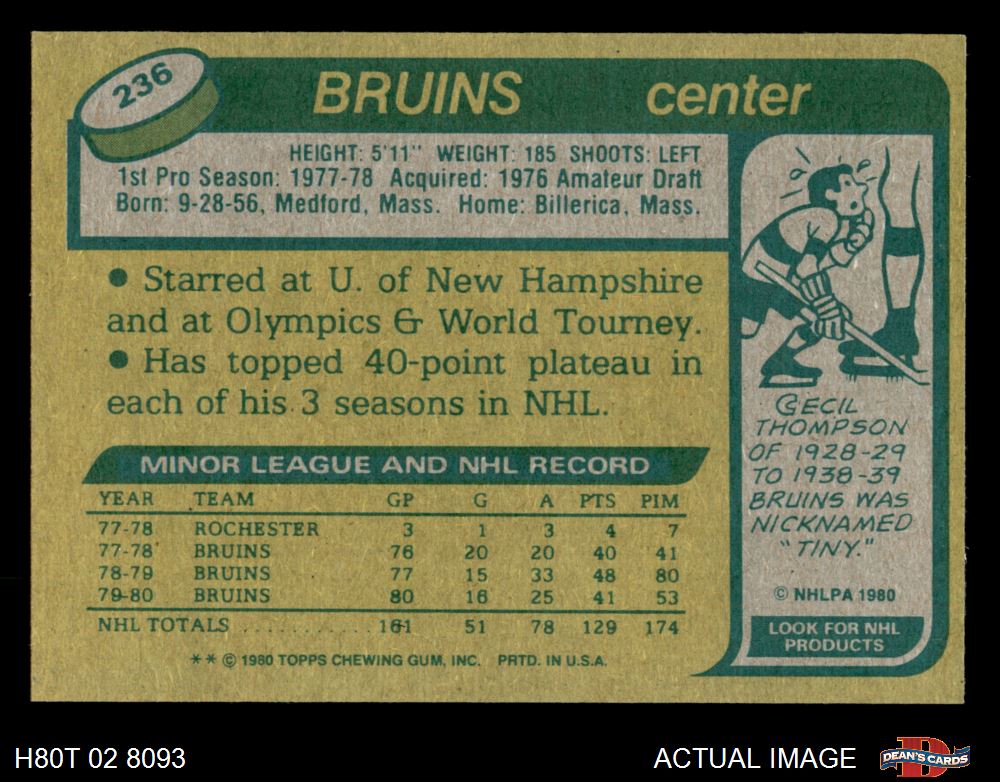 236
BRUINS center
HEIGHT: 5'11" WEIGHT: 185 SHOOTS: LEFT
1st Pro Season: 1977-78 Acquired: 1976 Amateur Draft
Born: 9-28-56, Medford, Mass. Home: Billerica, Mass.
● Starred at U. of New Hampshire
and at Olympics & World Tourney.
● Has topped 40-point plateau in
each of his 3 seasons in NHL.
MINOR LEAGUE AND NHL RECORD
YEAR TEAM GP G A PTS PIM
77-78 ROCHESTER 3 1 3 4 7
77-78 BRUINS 76 20 20 40 41
78-79 BRUINS 77 15 33 48 80
79-80 BRUINS 80 16 25 41 53
NHL TOTALS .......... 161 51 78 129 174
** © 1980 TOPPS CHEWING GUM, INC. PRTD. IN U.S.A.
CECIL
THOMPSON
OF 1928-29
TO 1938-39
BRUINS WAS
NICKNAMED
"TINY."
© NHLPA 1980
LOOK FOR NHL
PRODUCTS
H80T 02 8093
ACTUAL IMAGE
DEAN'S CARDS